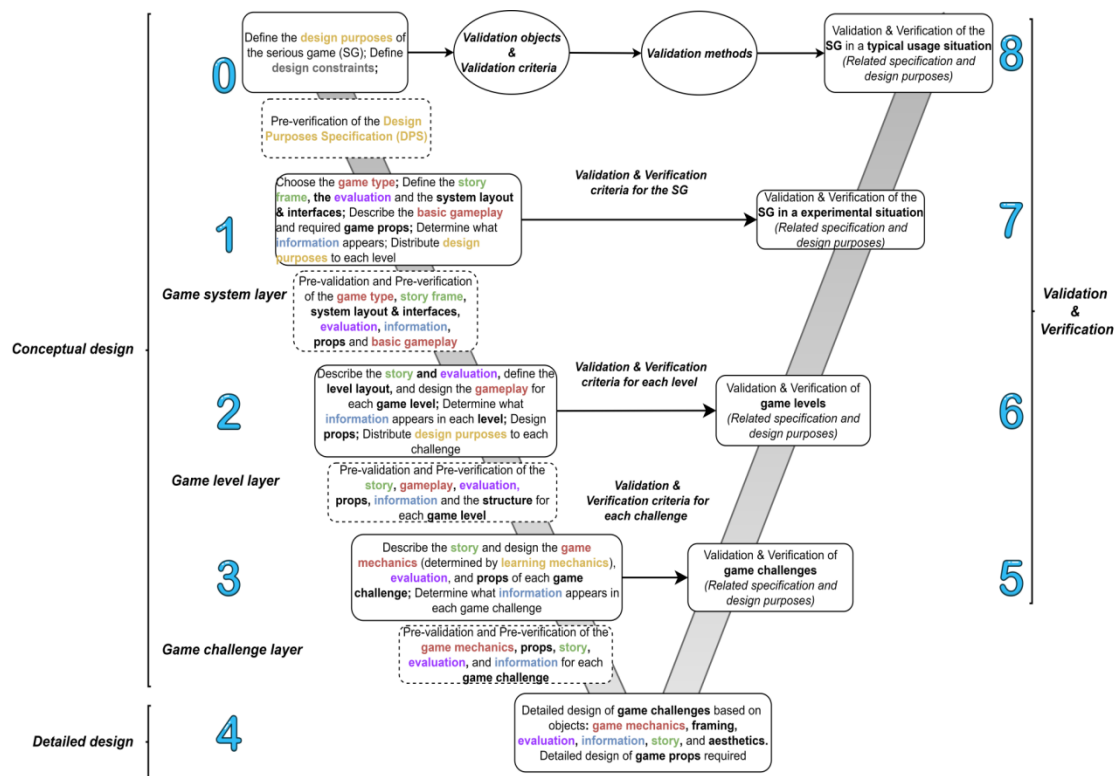 0
Define the design purposes
of the serious game (SG); Define
design constraints;
Validation objects
&
Validation criteria
Validation methods
Validation & Verification of the
SG in a typical usage situation
(Related specification and
design purposes)
8
Pre-verification of the Design
Purposes Specification (DPS)
1
Choose the game type; Define the story
frame, the evaluation and the system layout
& interfaces; Describe the basic gameplay
and required game props; Determine what
information appears; Distribute design
purposes to each level
Validation & Verification
criteria for the SG
Validation & Verification of the
SG in a experimental situation
(Related specification and
design purposes)
7
Game system layer
Pre-validation and Pre-verification
of the game type, story frame,
system layout & interfaces,
evaluation, information,
props and basic gameplay
Validation
&
Verification
Conceptual design
2
Describe the story and evaluation, define the
level layout, and design the gameplay for
each game level; Determine what
information appears in each level; Design
props; Distribute design purposes to each
challenge
Validation & Verification
criteria for each level
Validation & Verification of
game levels
(Related specification and
design purposes)
6
Game level layer
Pre-validation and Pre-verification of the
story, gameplay, evaluation,
props, information and the structure for
each game level
Validation &
Verification criteria for
each challenge
3
Describe the story and design the game
mechanics (determined by learning mechanics),
evaluation, and props of each game
challenge; Determine what information appears in
each game challenge
Validation & Verification of
game challenges
(Related specification and
design purposes)
5
Game challenge layer
Pre-validation and Pre-verification of the
game mechanics, props, story,
evaluation, and information for each
game challenge
Detailed design
4
Detailed design of game challenges based on
objects: game mechanics, framing,
evaluation, information, story, and aesthetics.
Detailed design of game props required